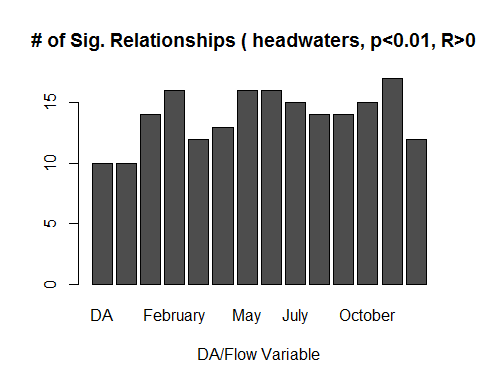 # of Sig. Relationships ( headwaters, p<0.01, R>0
15
10
5
0
DA February May July October
DA/Flow Variable